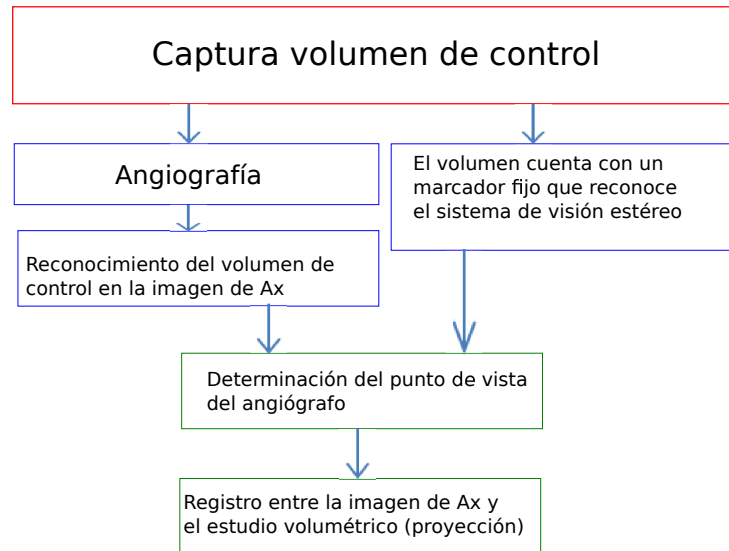 Captura volumen de control
Angiografía
El volumen cuenta con un
marcador fijo que reconoce
el sistema de visión estéreo
Reconocimiento del volumen de
control en la imagen de Ax
Determinación del punto de vista
del angiógrafo
Registro entre la imagen de Ax y
el estudio volumétrico (proyección)